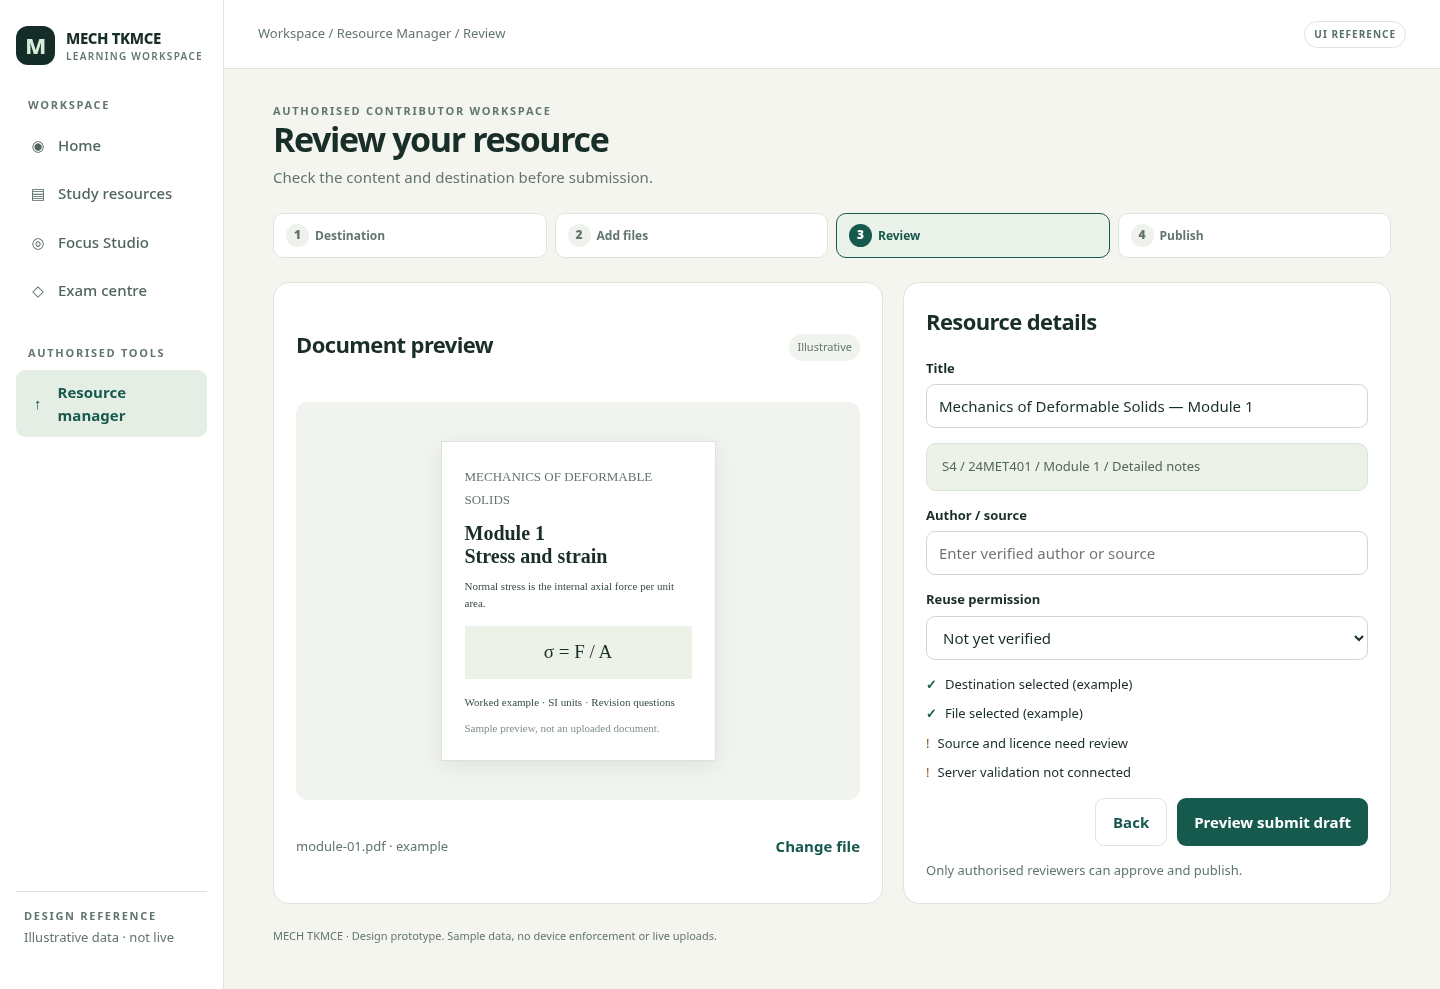 M
MECH TKMCE
LEARNING WORKSPACE
WORKSPACE
Home
Study resources
Focus Studio
Exam centre
AUTHORISED TOOLS
↑ Resource
manager
DESIGN REFERENCE
Illustrative data · not live
Workspace / Resource Manager / Review
UI REFERENCE
AUTHORISED CONTRIBUTOR WORKSPACE
Review your resource
Check the content and destination before submission.
1 Destination
2 Add files
3 Review
4 Publish
Document preview
Illustrative
MECHANICS OF DEFORMABLE
SOLIDS
Module 1
Stress and strain
Normal stress is the internal axial force per unit
area.
σ = F / A
Worked example · SI units · Revision questions
Sample preview, not an uploaded document.
module-01.pdf · example
Change file
Resource details
Title
Mechanics of Deformable Solids — Module 1
S4 / 24MET401 / Module 1 / Detailed notes
Author / source
Enter verified author or source
Reuse permission
Not yet verified
✓ Destination selected (example)
✓ File selected (example)
! Source and licence need review
! Server validation not connected
Back
Preview submit draft
Only authorised reviewers can approve and publish.
MECH TKMCE · Design prototype. Sample data, no device enforcement or live uploads.